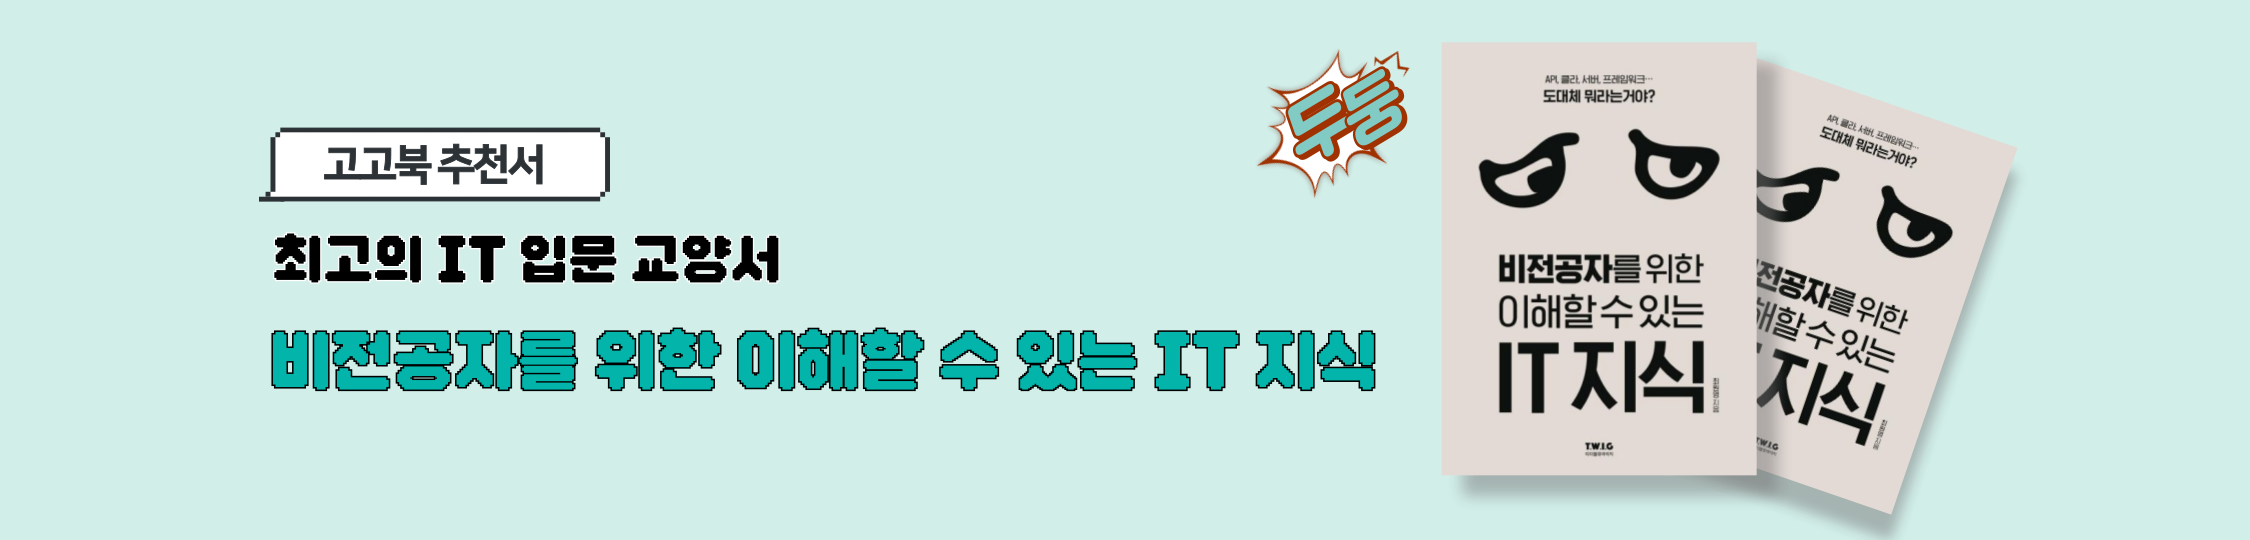 고고북 추천서
최고의 IT 입문 교양서
비전공자를 위한 이해할 수 있는 IT 지식
두둥
API, 클라, 서버, 프레임워크…
도대체 뭐라는거야?
비전공자를 위한
이해할 수 있는
IT 지식
T.W.I.G
API, 클라, 서버, 프레임워크…
도대체 뭐라는거야?
전공자를 위한
해할 수 있는
지식
T.W.I.G